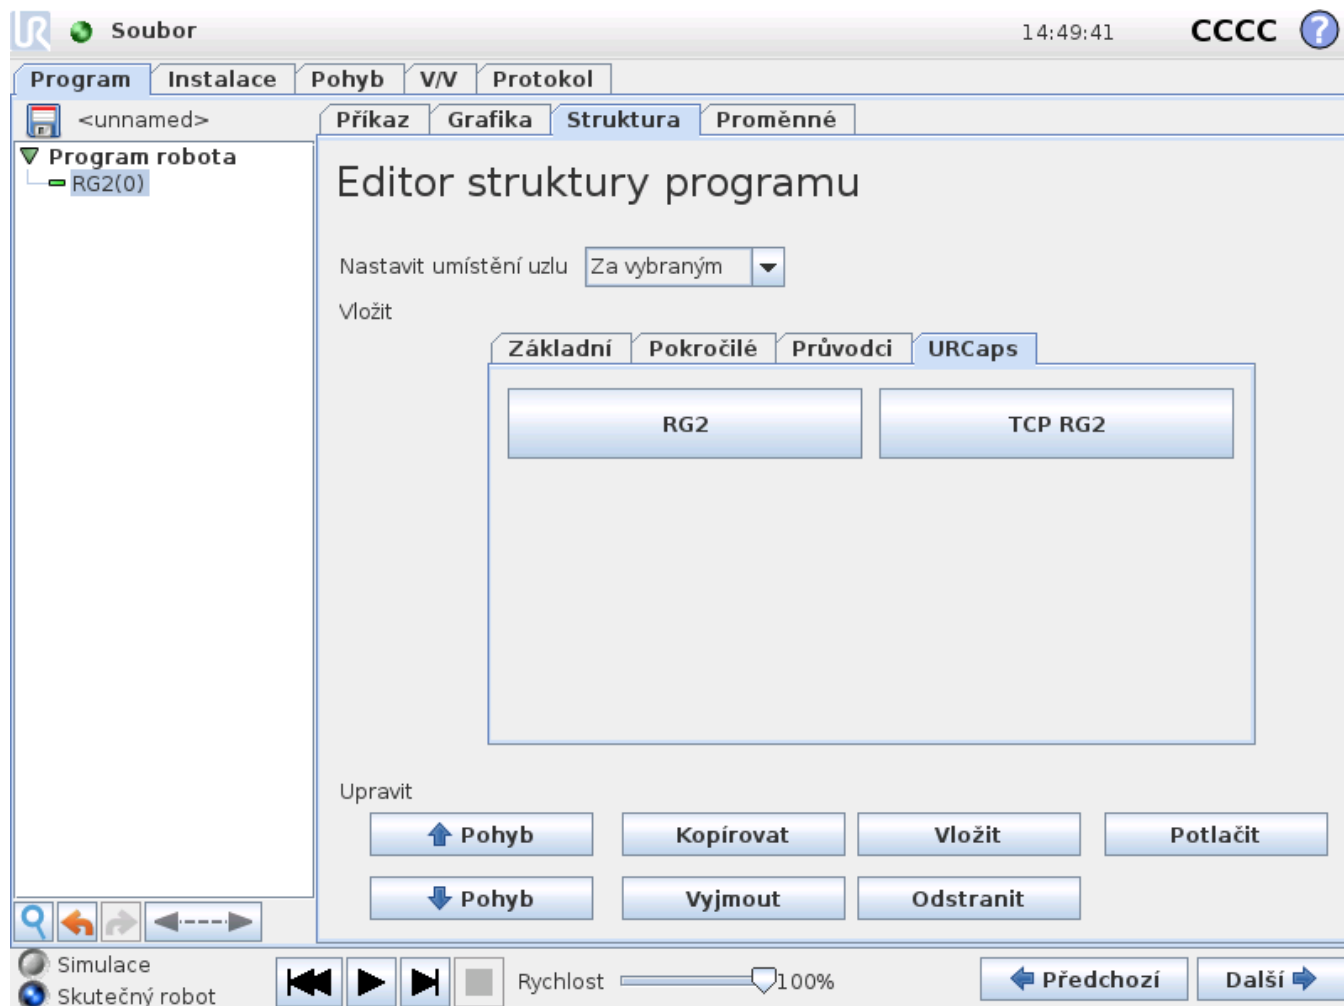 UR Soubor 14:49:41 CCCC ?
Program Instalace Pohyb V/V Protokol
<unnamed> Příkaz Grafika Struktura Proměnné
Program robota
RG2(0)
Editor struktury programu
Nastavit umístění uzlu Za vybraným
Vložit
Základní Pokročilé Průvodci URCaps
RG2 TCP RG2
Upravit
Pohyb Kopírovat Vložit Potlačit
Pohyb Vyjmout Odstranit
Simulace
Skutečný robot
Rychlost 100% Předchozí Další